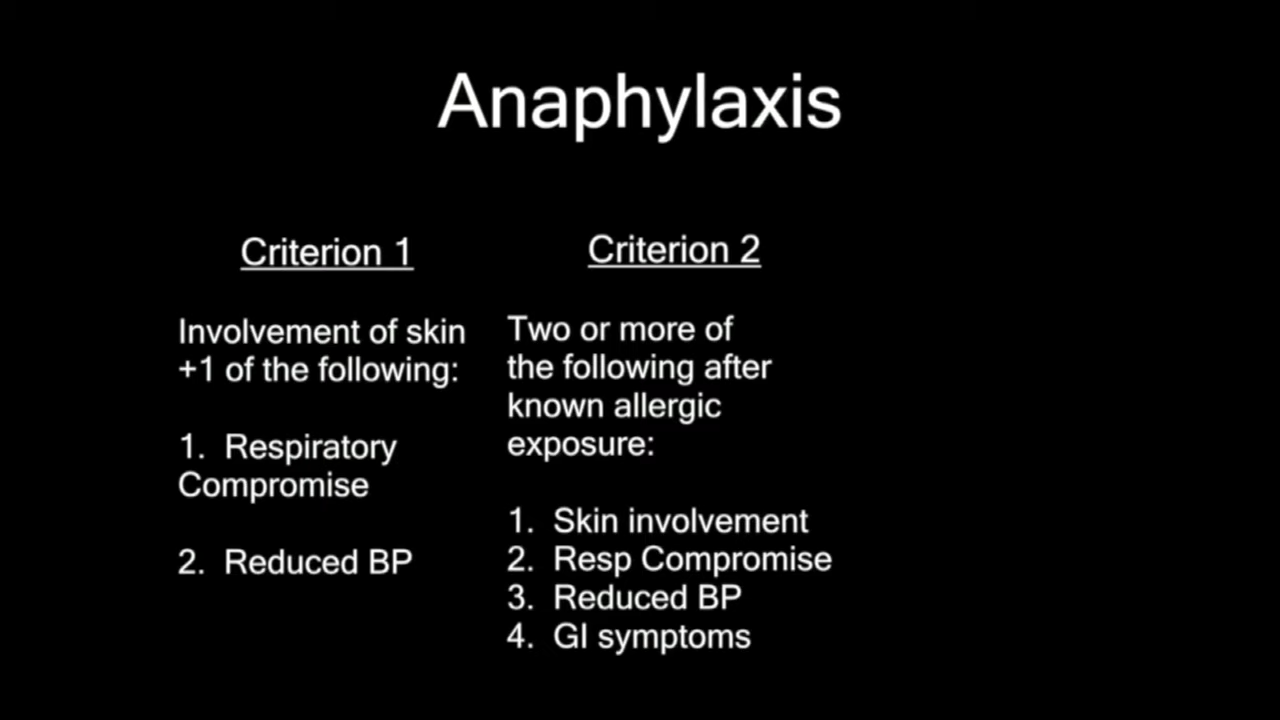 Anaphylaxis
Criterion 1
Involvement of skin
+1 of the following:
1. Respiratory
Compromise
2. Reduced BP
Criterion 2
Two or more of
the following after
known allergic
exposure:
1. Skin involvement
2. Resp Compromise
3. Reduced BP
4. GI symptoms